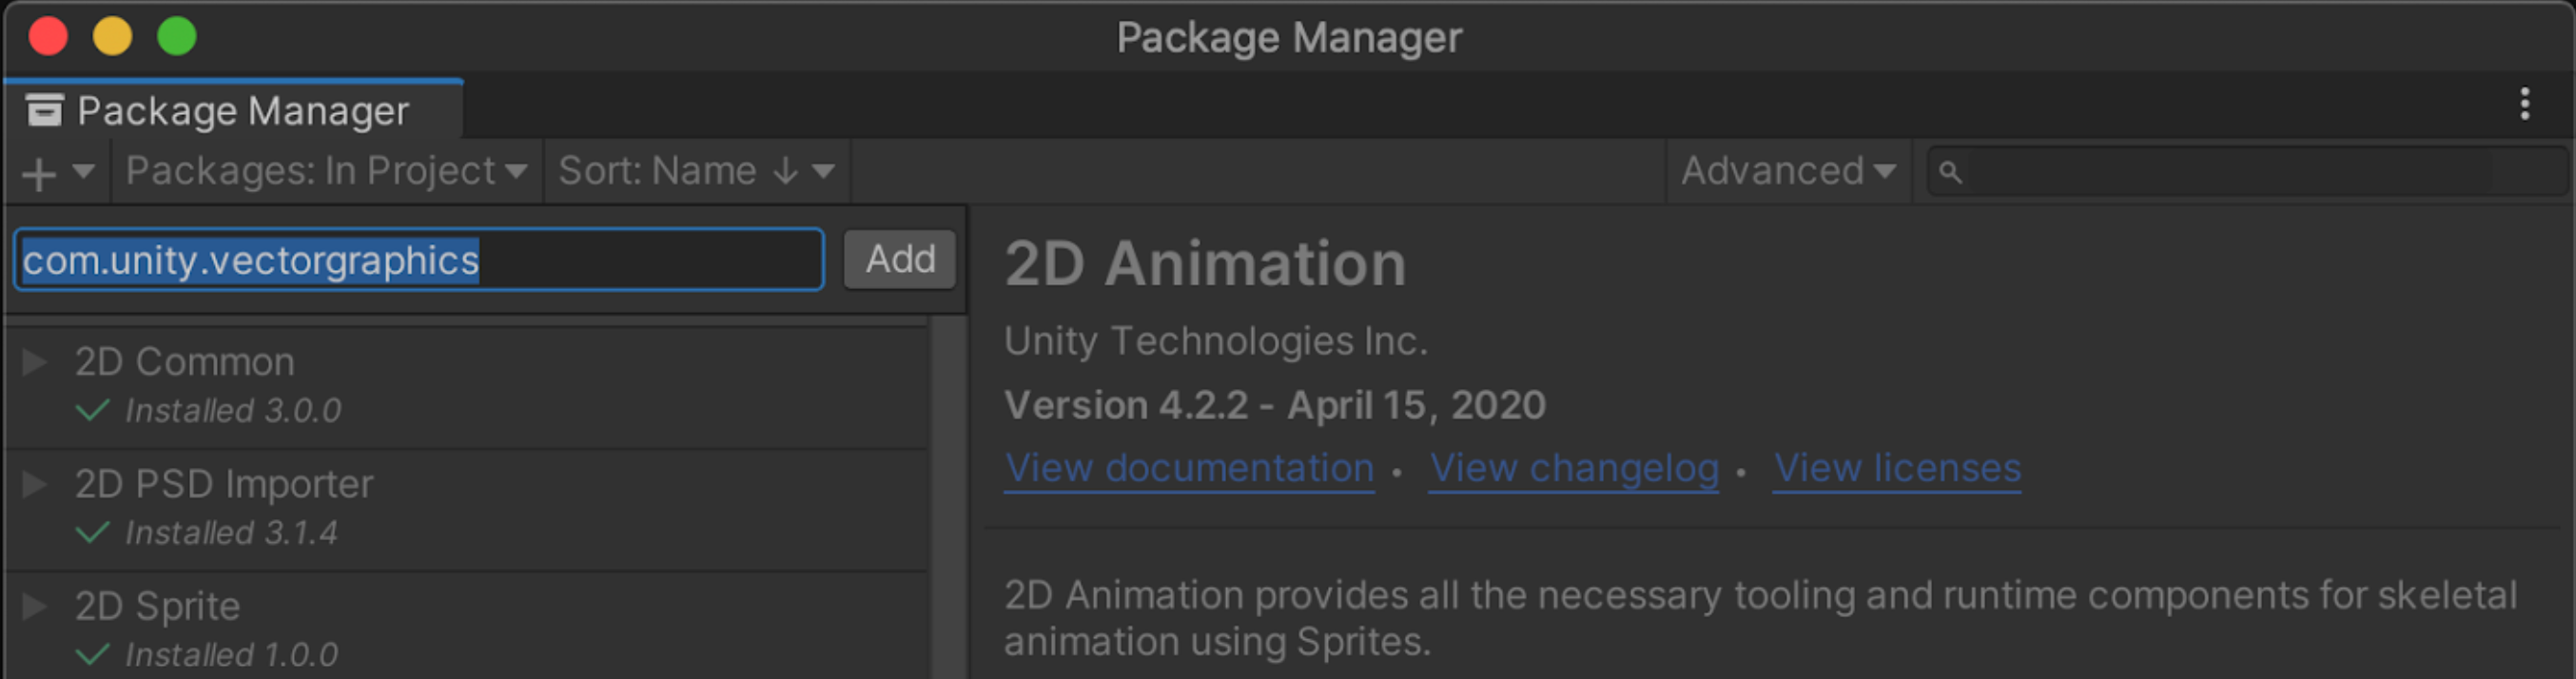 Package Manager
Package Manager
Packages: In Project
Sort: Name ↓
Advanced
com.unity.vectorgraphics
Add
2D Common
Installed 3.0.0
2D PSD Importer
Installed 3.1.4
2D Sprite
Installed 1.0.0
2D Animation
Unity Technologies Inc.
Version 4.2.2 - April 15, 2020
View documentation • View changelog • View licenses
2D Animation provides all the necessary tooling and runtime components for skeletal
animation using Sprites.